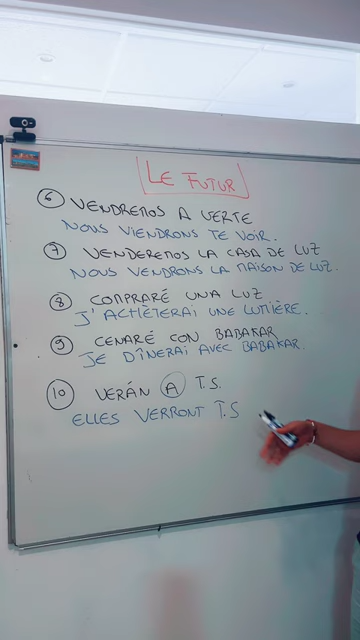 LE FUTUR
6 VENDREMOS A VERTE
NOUS VIENDRONS TE VOIR.
7 VENDEREMOS LA CASA DE LUZ
NOUS VENDRONS LA MAISON DE LUZ.
8 COMPRARÉ UNA LUZ
J'ACHÈTERAI UNE LUMIÈRE.
9 CENARÉ CON BABAKAR
JE DÎNERAI AVEC BABAKAR.
10 VERÁN A T.S.
ELLES VERRONT T.S